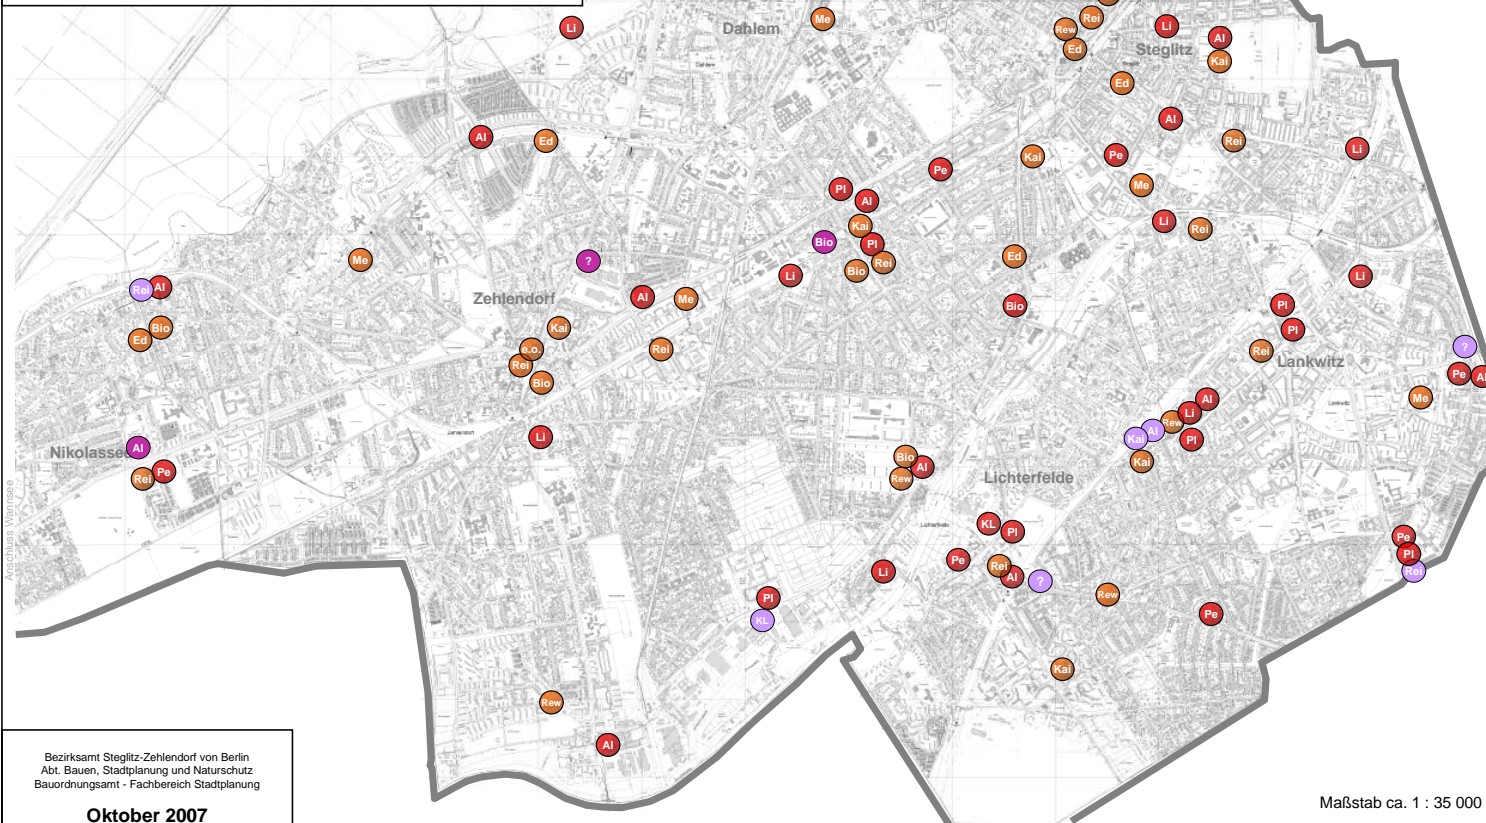 Li
Me
Dahlem
Rei
Rew
Ed
Li
Al
Steglitz
Kai
Ed
Al
Ed
Al
Rei
Li
Kai
Pe
Pe
Me
Pl
Al
Li
Rei
Kai
Bio
Pl
Rei
Bio
Li
Ed
Me
?
Rei
Al
Al
Me
Zehlendorf
Bio
Pl
Li
Pl
Bio
Ed
Kai
e.o.
Rei
Rei
Bio
Rei
Lankwitz
?
Pe
Al
Me
Al
Li
Rew
Al
Kai
Pl
Kai
Li
Al
Nikolassee
Pe
Rei
Bio
Al
Rew
Lichterfelde
Anschluss Wannsee
KL
Pl
Pe
Rei
Al
?
Pe
Pl
Rei
Li
Pl
KL
Rew
Pe
Kai
Rew
Al
Bezirksamt Steglitz-Zehlendorf von Berlin
Abt. Bauen, Stadtplanung und Naturschutz
Bauordnungsamt - Fachbereich Stadtplanung
Oktober 2007
Maßstab ca. 1 : 35 000